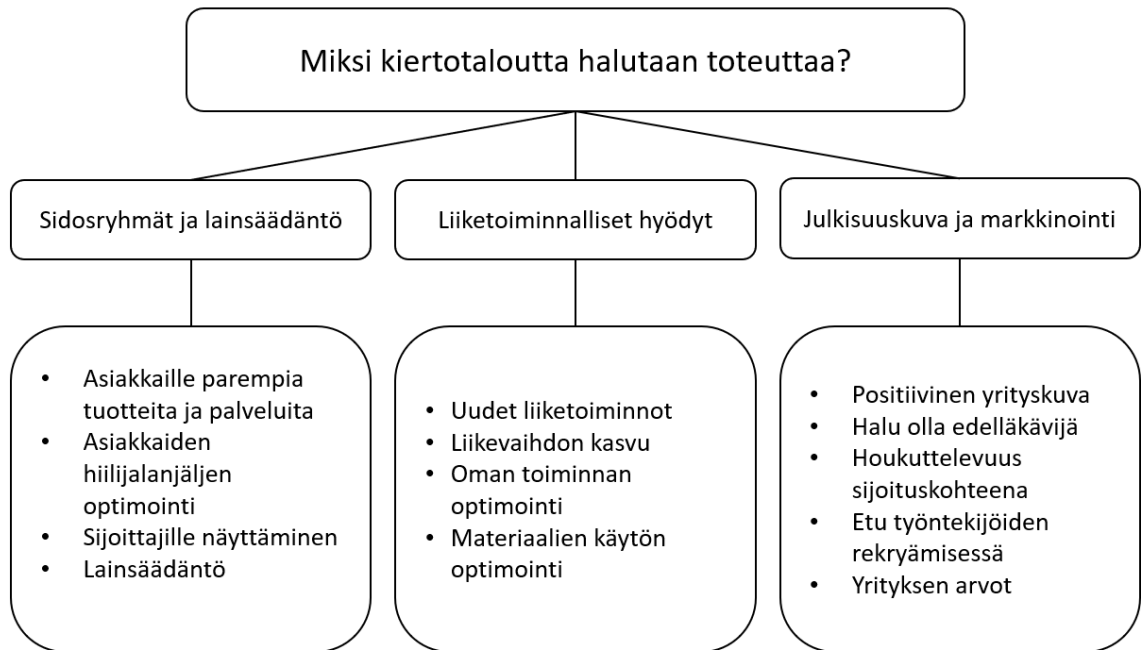 Miksi kiertotaloutta halutaan toteuttaa?
Sidosryhmät ja lainsäädäntö
• Asiakkaille parempia
tuotteita ja palveluita
• Asiakkaiden
hiilijalanjäljen
optimointi
• Sijoittajille näyttäminen
• Lainsäädäntö
Liiketoiminnalliset hyödyt
• Uudet liiketoiminnot
• Liikevaihdon kasvu
• Oman toiminnan
optimointi
• Materiaalien käytön
optimointi
Julkisuuskuva ja markkinointi
• Positiivinen yrityskuva
• Halu olla edelläkävijä
• Houkuttelevuus
sijoituskohteena
• Etu työntekijöiden
rekryämisessä
• Yrityksen arvot